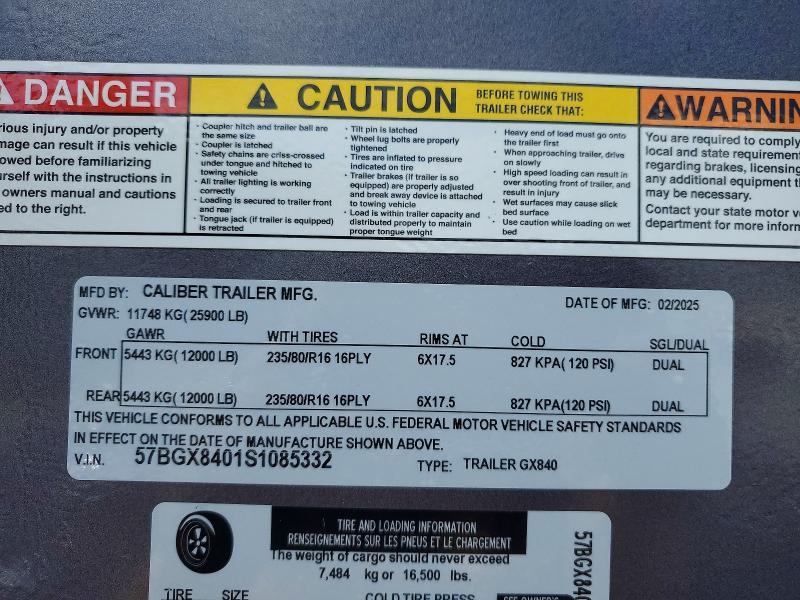 DANGER
rious injury and/or property
mage can result if this vehicle
owed before familiarizing
urself with the instructions in
owners manual and cautions
ed to the right.
CAUTION
BEFORE TOWING THIS
TRAILER CHECK THAT:
• Coupler hitch and trailer ball are
the same size
• Coupler is latched
• Safety chains are criss-crossed
under tongue and hitched to
towing vehicle
• All trailer lighting is working
correctly
• Loading is secured to trailer front
and rear
• Tongue jack (if trailer is equipped)
is retracted
• Tilt pin is latched
• Wheel lug bolts are properly
tightened
• Tires are inflated to pressure
indicated on tire
• Trailer brakes (if trailer is so
equipped) are properly adjusted
and break away device is attached
to towing vehicle
• Load is within trailer capacity and
distributed properly to maintain
proper tongue weight
• Heavy end of load must go onto
the trailer first
• When approaching trailer, drive
on slowly
• High speed loading can result in
over shooting front of trailer, and
result in injury
• Wet surfaces may cause slick
bed surface
• Use caution while loading on wet
bed
WARNIN
You are required to comply
local and state requirement
regarding brakes, licensing
any additional equipment th
may be necessary.
Contact your state motor ve
department for more inform
MFD BY: CALIBER TRAILER MFG.
DATE OF MFG: 02/2025
GVWR: 11748 KG( 25900 LB)
GAWR WITH TIRES RIMS AT COLD SGL/DUAL
FRONT 5443 KG( 12000 LB) 235/80/R16 16PLY 6X17.5 827 KPA( 120 PSI) DUAL
REAR 5443 KG( 12000 LB) 235/80/R16 16PLY 6X17.5 827 KPA(120 PSI) DUAL
THIS VEHICLE CONFORMS TO ALL APPLICABLE U.S. FEDERAL MOTOR VEHICLE SAFETY STANDARDS
IN EFFECT ON THE DATE OF MANUFACTURE SHOWN ABOVE.
V.I.N. 57BGX8401S1085332 TYPE: TRAILER GX840
TIRE AND LOADING INFORMATION
RENSEIGNEMENTS SUR LES PNEUS ET LE CHARGEMENT
The weight of cargo should never exceed
7,484 kg or 16,500 lbs.
TIRE SIZE COLD TIRE PRESS SEE OWNER'S
57BGX840